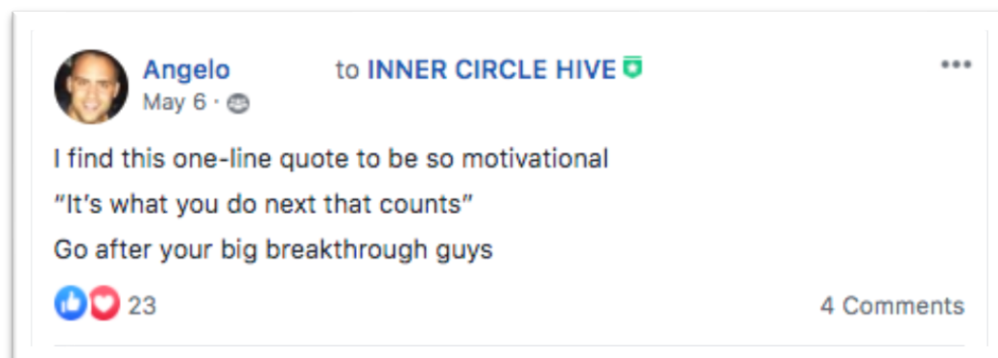 Angelo to INNER CIRCLE HIVE
May 6 ·
I find this one-line quote to be so motivational
“It’s what you do next that counts”
Go after your big breakthrough guys
23 4 Comments